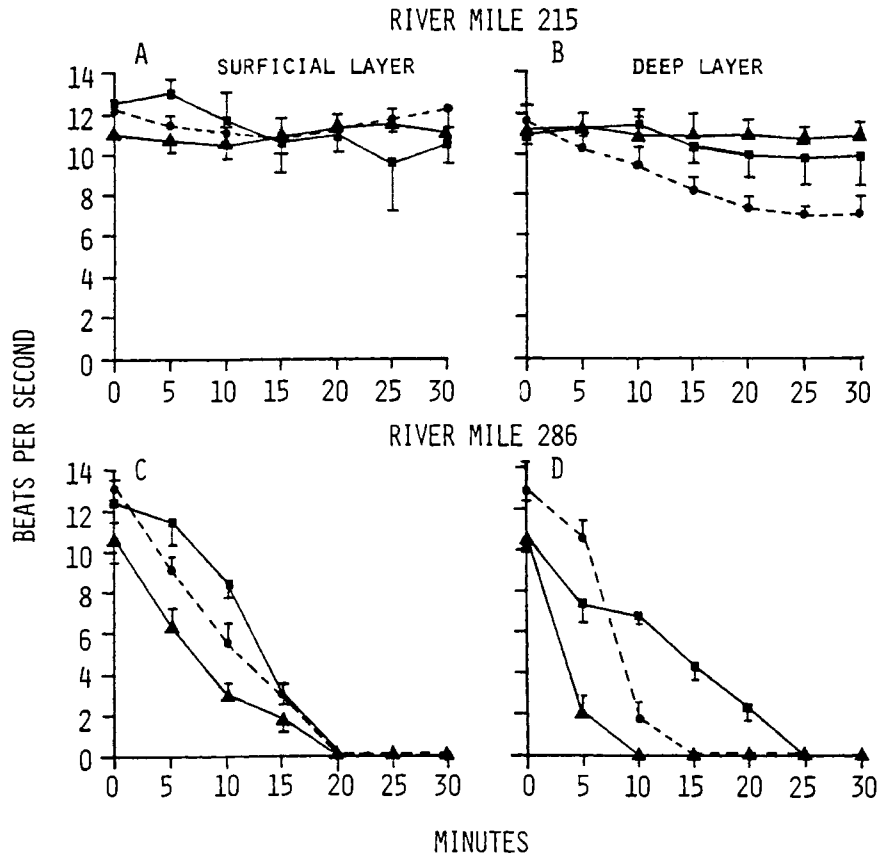 RIVER MILE 215
A
SURFICIAL LAYER
B
DEEP LAYER
14
12
10
8
6
4
2
0
0 5 10 15 20 25 30
0 5 10 15 20 25 30
BEATS PER SECOND
RIVER MILE 286
C
D
14
12
10
8
6
4
2
0
0 5 10 15 20 25 30
0 5 10 15 20 25 30
MINUTES